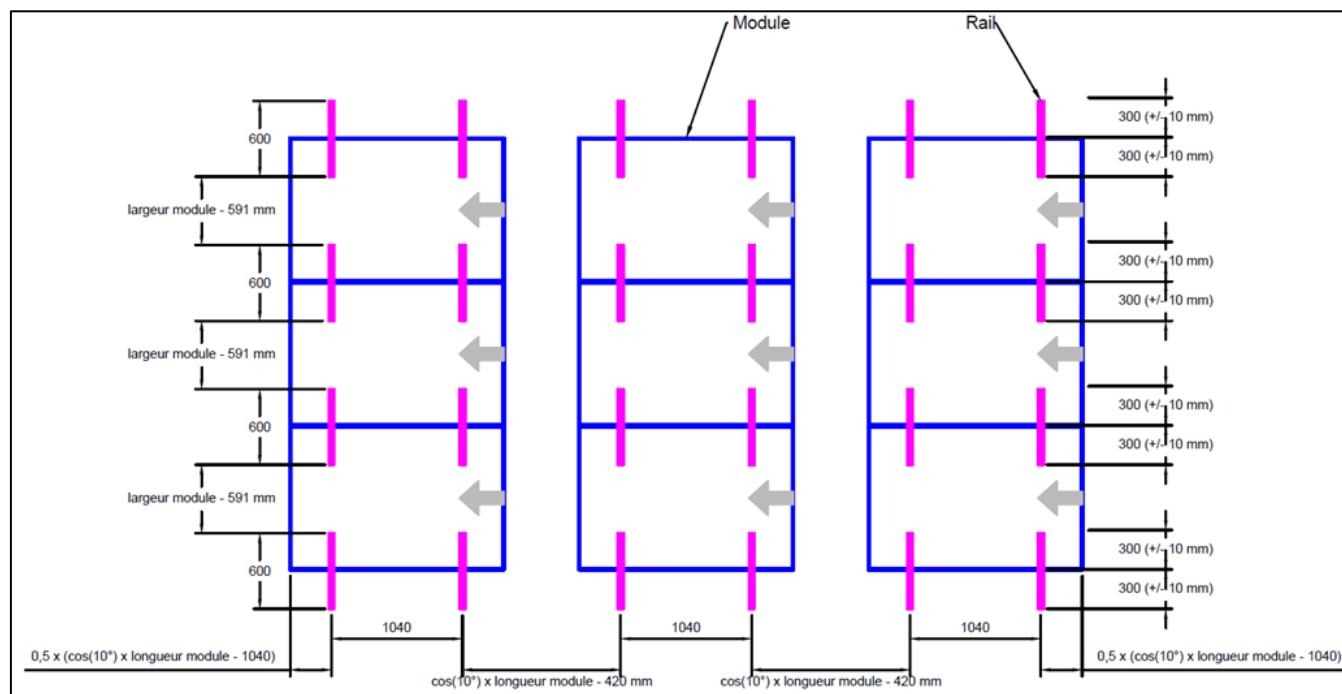 Module
Rail
600
300 (+/- 10 mm)
300 (+/- 10 mm)
largeur module - 591 mm
600
300 (+/- 10 mm)
300 (+/- 10 mm)
largeur module - 591 mm
600
300 (+/- 10 mm)
300 (+/- 10 mm)
largeur module - 591 mm
600
300 (+/- 10 mm)
300 (+/- 10 mm)
1040
1040
1040
0,5 x (cos(10°) x longueur module - 1040)
0,5 x (cos(10°) x longueur module - 1040)
cos(10°) x longueur module - 420 mm
cos(10°) x longueur module - 420 mm